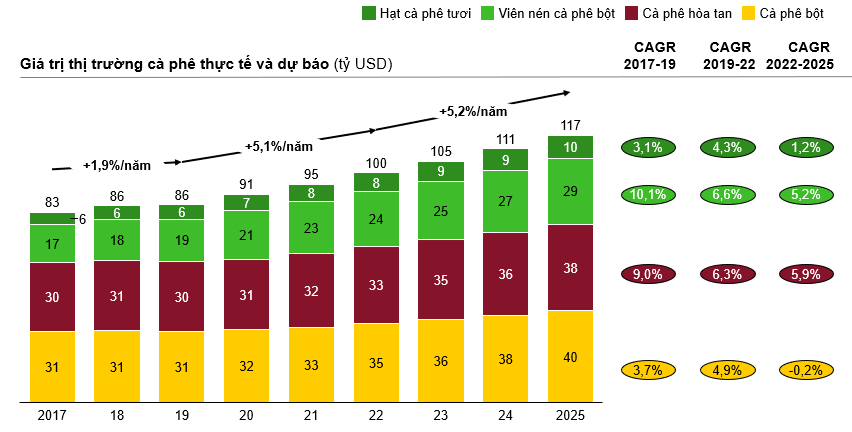 Hạt cà phê tươi Viên nén cà phê bột Cà phê hòa tan Cà phê bột
Giá trị thị trường cà phê thực tế và dự báo (tỷ USD)
CAGR 2017-19
CAGR 2019-22
CAGR 2022-2025
+1,9%/năm
+5,1%/năm
+5,2%/năm
83 86 86 91 95 100 105 111 117
6 6 6 7 8 8 9 9 10
17 18 19 21 23 24 25 27 29
30 31 30 31 32 33 35 36 38
31 31 31 32 33 35 36 38 40
2017 18 19 20 21 22 23 24 2025
3,1% 4,3% 1,2%
10,1% 6,6% 5,2%
9,0% 6,3% 5,9%
3,7% 4,9% -0,2%